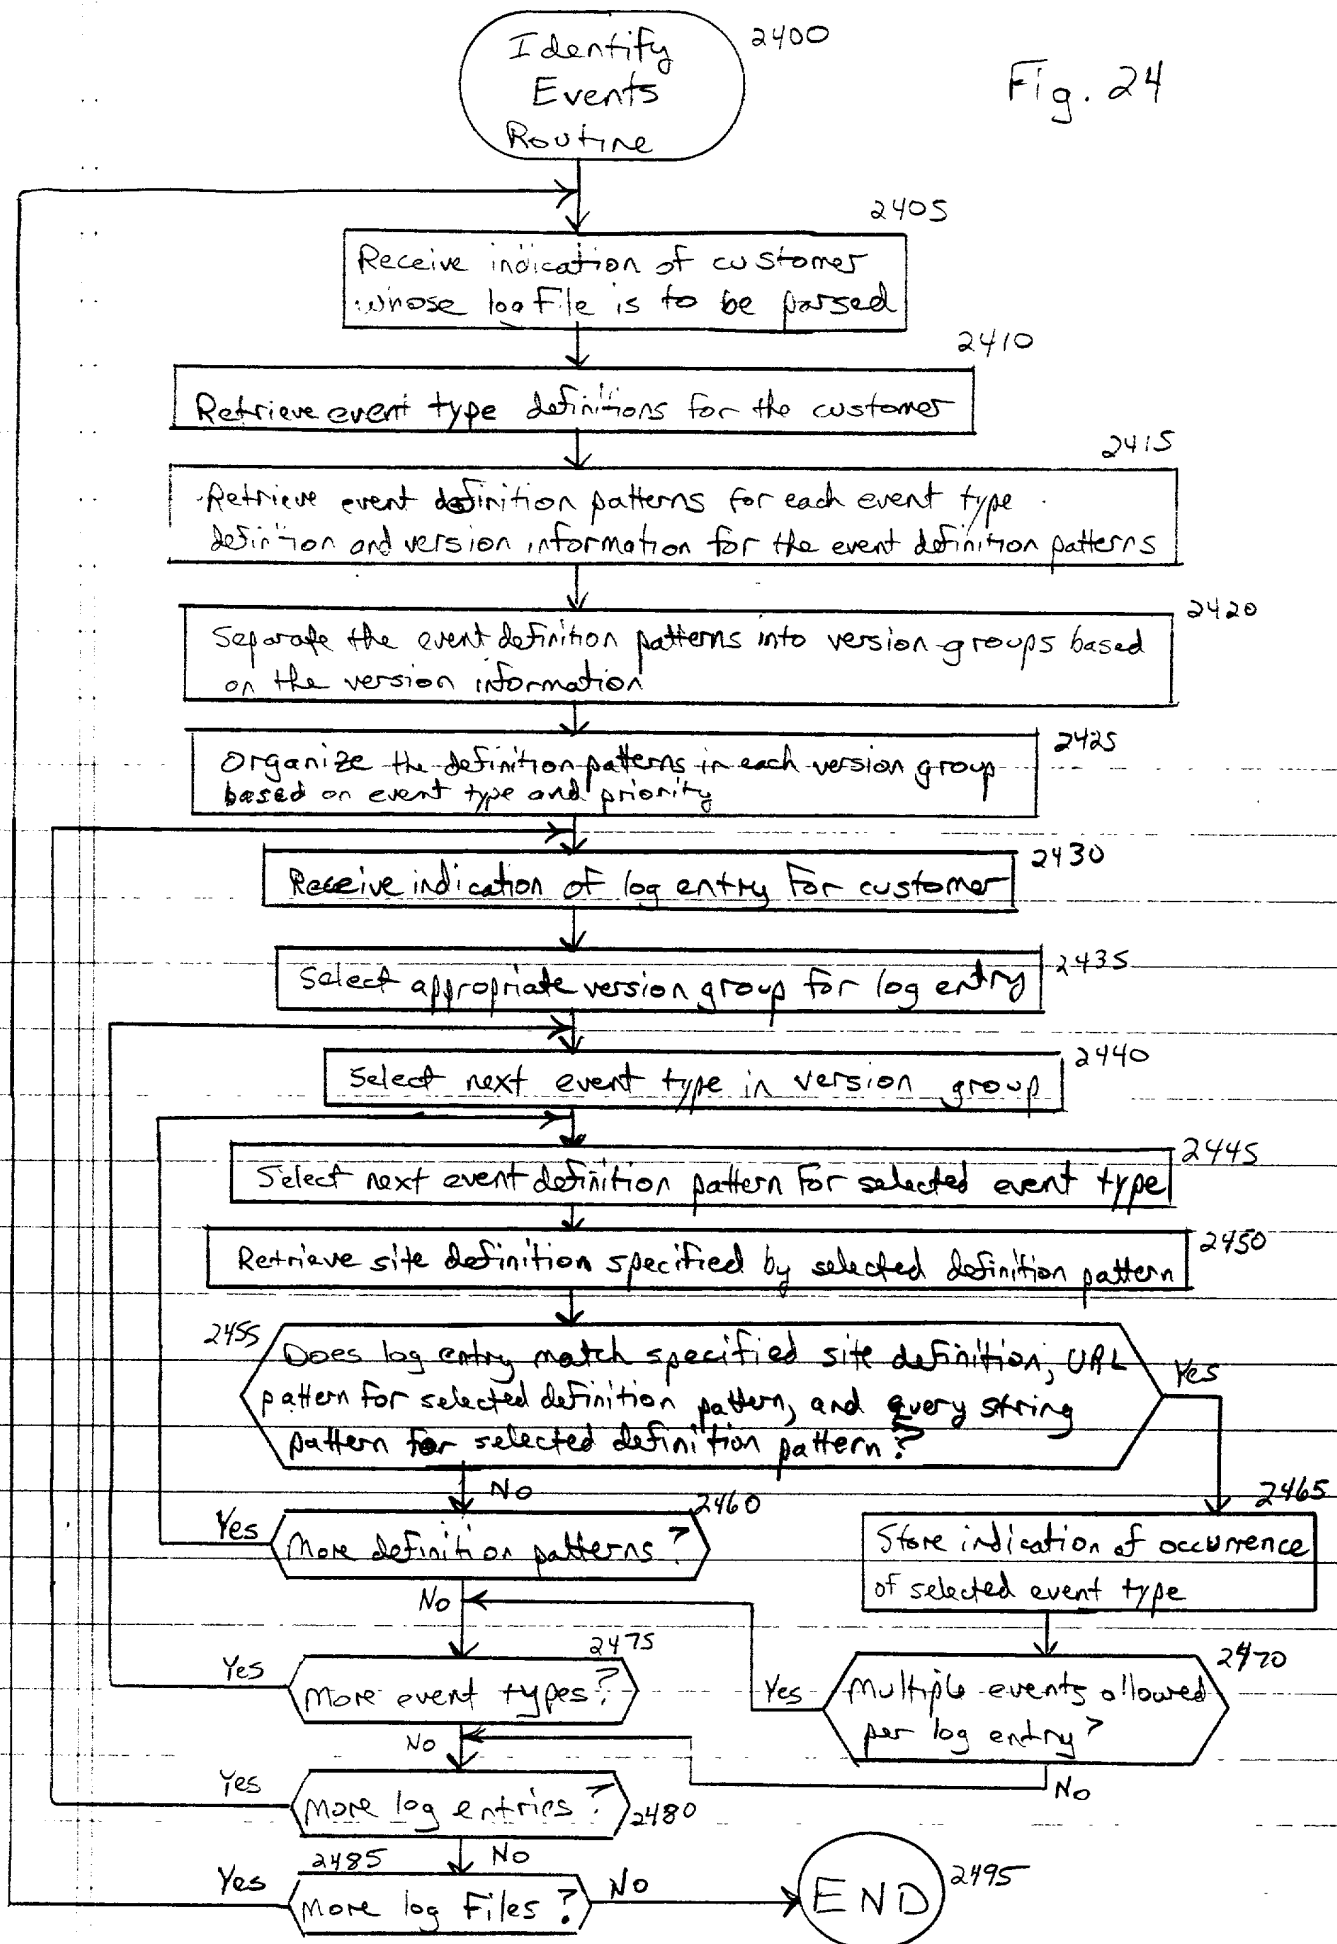 Identify
Events
Routine
2400
Fig. 24
2405
Receive indication of customer
whose log file is to be parsed
2410
Retrieve event type definitions for the customer
2415
Retrieve event definition patterns for each event type
definition and version information for the event definition patterns
2420
Separate the event definition patterns into version groups based
on the version information
2425
Organize the definition patterns in each version group
based on event type and priority
2430
Receive indication of log entry for customer
2435
Select appropriate version group for log entry
2440
Select next event type in version group
2445
Select next event definition pattern for selected event type
2450
Retrieve site definition specified by selected definition pattern
2455
Does log entry match specified site definition, URL
pattern for selected definition pattern, and query string
pattern for selected definition pattern?
Yes
No
2460
2465
Yes
More definition patterns?
Store indication of occurrence
of selected event type
No
2475
2470
Yes
More event types?
Yes
Multiple events allowed
per log entry?
No
No
Yes
More log entries?
2480
No
2485
Yes
More log files?
No
END
2495